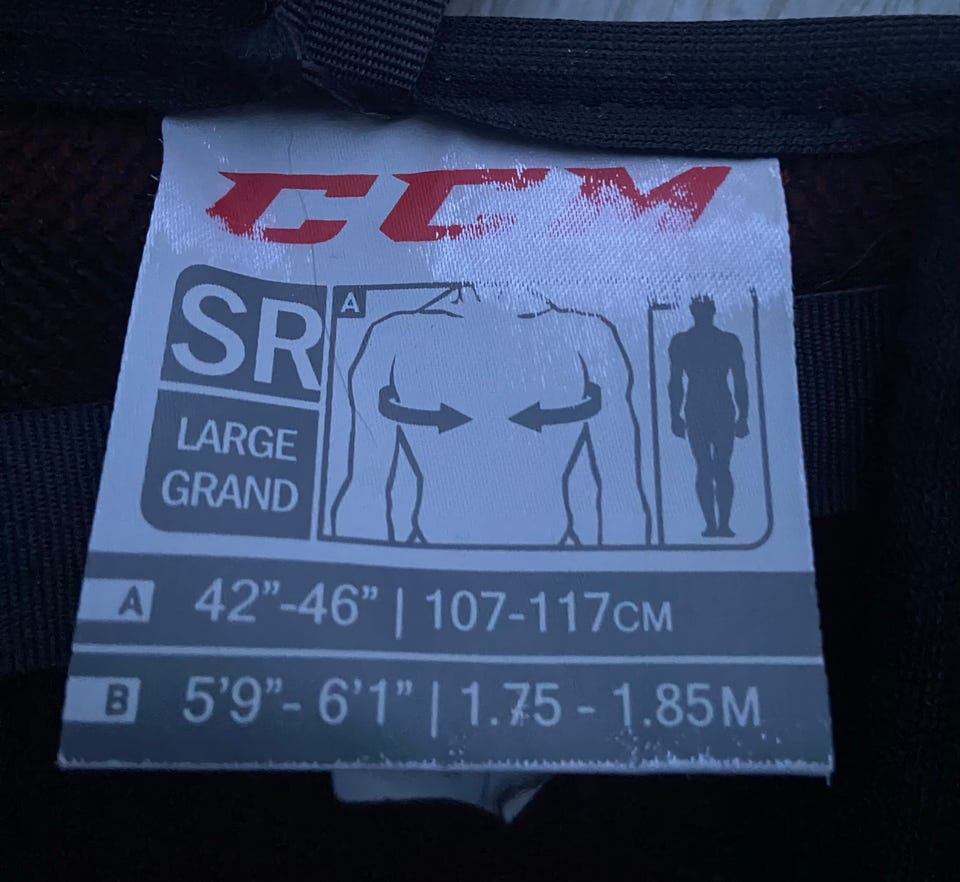 CCM
SR
LARGE
GRAND
A
A 42”-46” | 107-117CM
B 5’9”- 6’1” | 1.75 - 1.85M